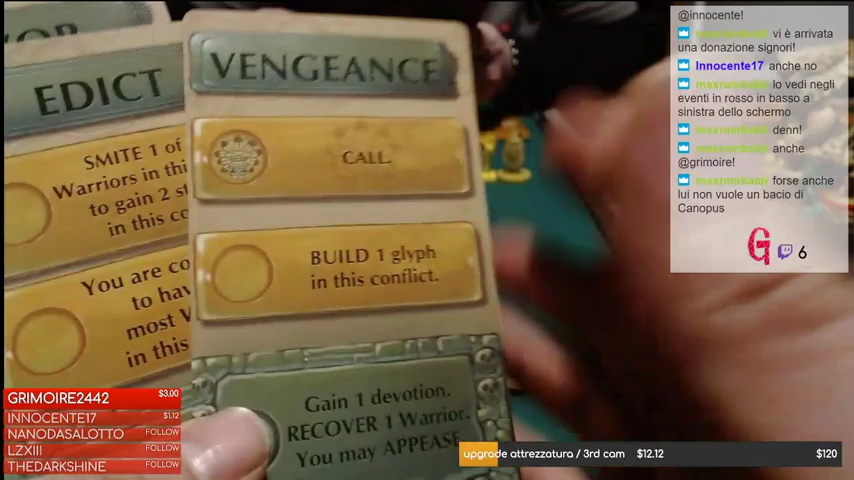 EDICT
SMITE 1 of
Warriors in thi
to gain 2 st
in this co
You are co
to hav
most
in this
VENGEANCE
CALL.
BUILD 1 glyph
in this conflict.
Gain 1 devotion.
RECOVER 1 Warrior.
You may APPEASE
@innocente!
vi è arrivata
una donazione signori!
Innocente17 anche no
lo vedi negli
eventi in rosso in basso a
sinistra dello schermo
denn!
anche
@grimoire!
forse anche
lui non vuole un bacio di
Canopus
G 6
GRIMOIRE2442 $3.00
INNOCENTE17 $1.12
NANODASALOTTO FOLLOW
LZXIII FOLLOW
THEDARKSHINE FOLLOW
upgrade attrezzatura / 3rd cam $12.12 $120